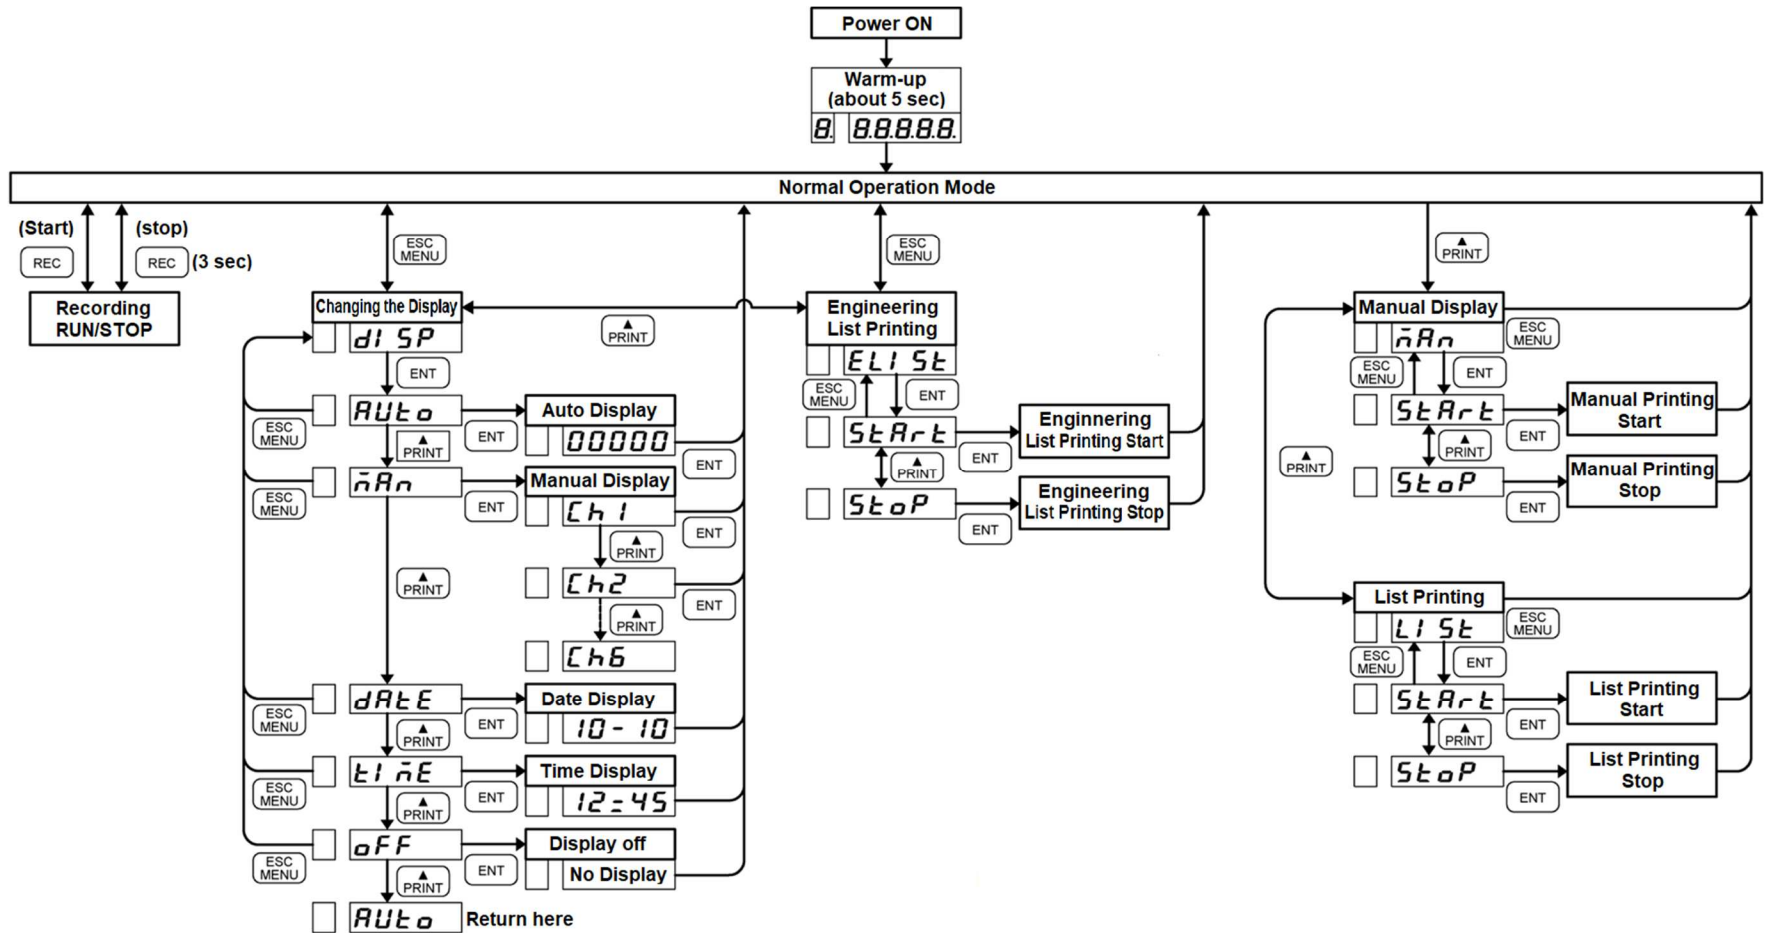 Power ON
Warm-up
(about 5 sec)
8. 8.8.8.8.8.
Normal Operation Mode
(Start)
REC
(stop)
REC
(3 sec)
Recording
RUN/STOP
ESC
MENU
Changing the Display
dISP
ENT
AUto
ESC
MENU
ENT
Auto Display
00000
ENT
▲
PRINT
mAn
ESC
MENU
ENT
Manual Display
Ch1
ENT
▲
PRINT
Ch2
ENT
▲
PRINT
Ch6
▲
PRINT
dAtE
ESC
MENU
ENT
Date Display
10-10
▲
PRINT
tImE
ESC
MENU
ENT
Time Display
12=45
▲
PRINT
oFF
ESC
MENU
ENT
Display off
No Display
▲
PRINT
AUto
Return here
▲
PRINT
ESC
MENU
Engineering
List Printing
ELISt
ESC
MENU
ENT
StArt
ENT
Enginnering
List Printing Start
▲
PRINT
StoP
ENT
Engineering
List Printing Stop
▲
PRINT
Manual Display
mAn
ESC
MENU
ESC
MENU
ENT
StArt
ENT
Manual Printing
Start
▲
PRINT
StoP
ENT
Manual Printing
Stop
▲
PRINT
List Printing
LISt
ESC
MENU
ESC
MENU
ENT
StArt
ENT
List Printing
Start
▲
PRINT
StoP
ENT
List Printing
Stop